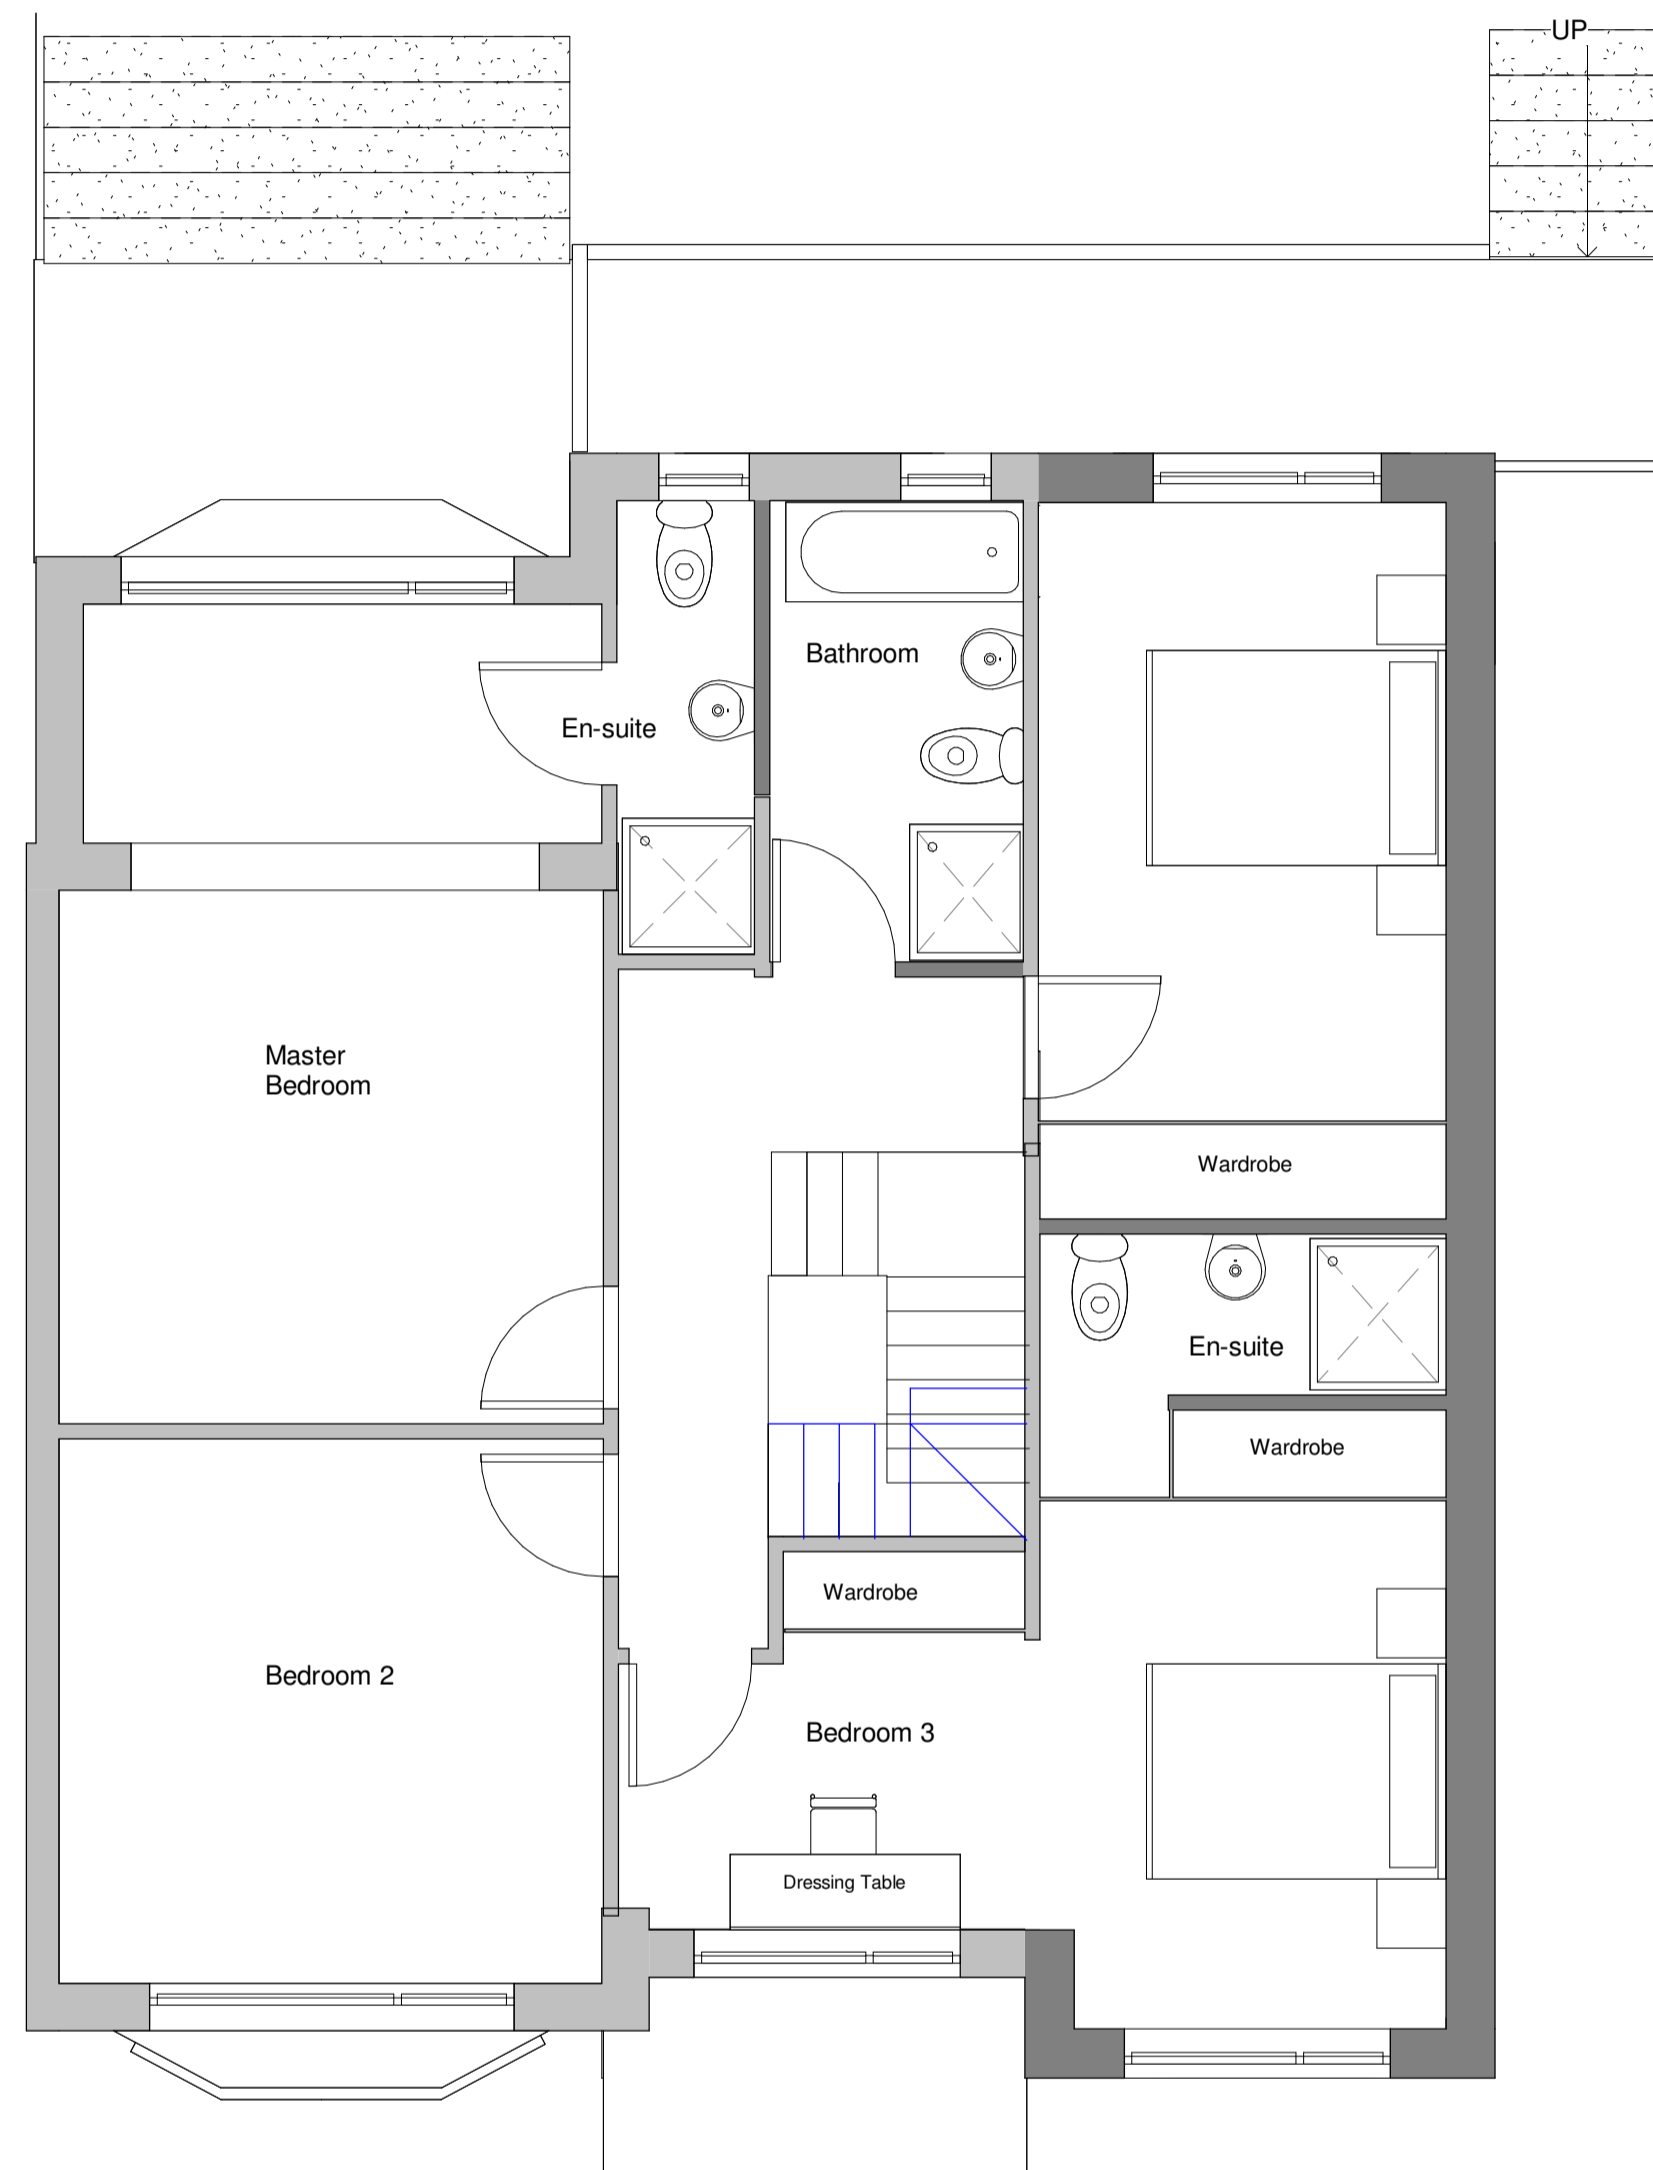 UP
Bathroom
En-suite
Master
Bedroom
Wardrobe
En-suite
Wardrobe
Wardrobe
Bedroom 2
Bedroom 3
Dressing Table